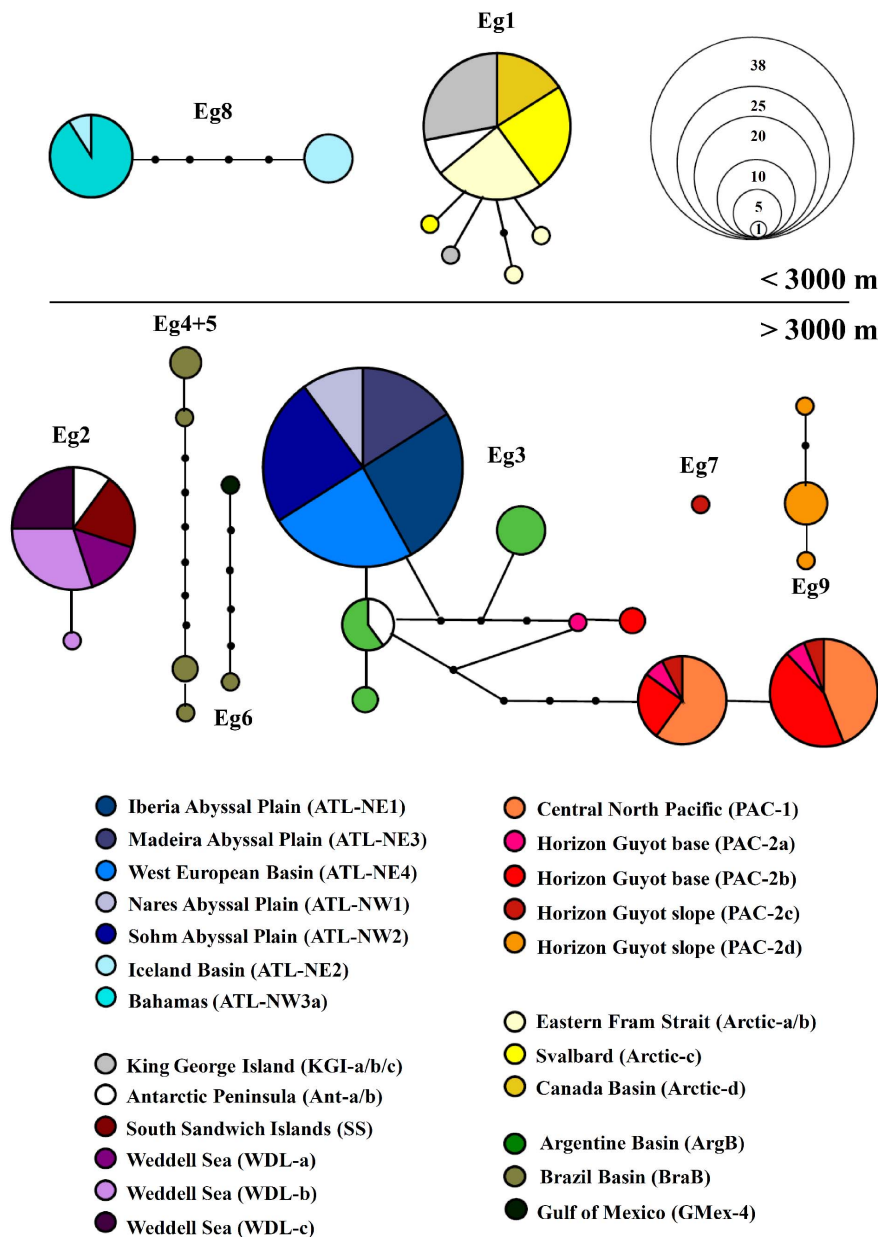 Eg1
Eg8
38
25
20
10
5
1
< 3000 m
> 3000 m
Eg4+5
Eg2
Eg3
Eg7
Eg9
Eg6
Iberia Abyssal Plain (ATL-NE1)
Madeira Abyssal Plain (ATL-NE3)
West European Basin (ATL-NE4)
Nares Abyssal Plain (ATL-NW1)
Sohm Abyssal Plain (ATL-NW2)
Iceland Basin (ATL-NE2)
Bahamas (ATL-NW3a)
King George Island (KGI-a/b/c)
Antarctic Peninsula (Ant-a/b)
South Sandwich Islands (SS)
Weddell Sea (WDL-a)
Weddell Sea (WDL-b)
Weddell Sea (WDL-c)
Central North Pacific (PAC-1)
Horizon Guyot base (PAC-2a)
Horizon Guyot base (PAC-2b)
Horizon Guyot slope (PAC-2c)
Horizon Guyot slope (PAC-2d)
Eastern Fram Strait (Arctic-a/b)
Svalbard (Arctic-c)
Canada Basin (Arctic-d)
Argentine Basin (ArgB)
Brazil Basin (BraB)
Gulf of Mexico (GMex-4)